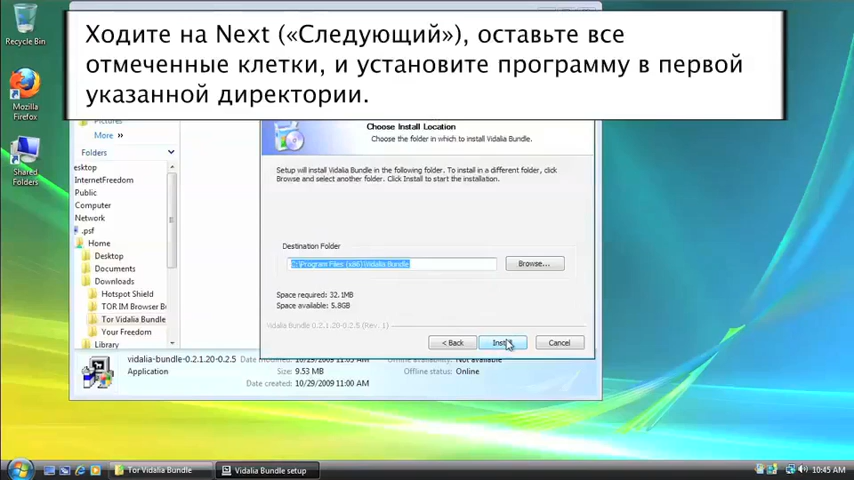 Recycle Bin
Mozilla
Firefox
Shared
Folders
Ходите на Next («Следующий»), оставьте все
отмеченные клетки, и установите программу в первой
указанной директории.
More »
Folders
esktop
InternetFreedom
Public
Network
.psf
Home
Desktop
Documents
Downloads
Hotspot Shield
TOR IM Browser B
Tor Vidalia Bundle
Your Freedom
Library
Choose Install Location
Choose the folder in which to install Vidalia Bundle.
Setup will install Vidalia Bundle in the following folder. To install in a different folder, click
Browse and select another folder. Click Install to start the installation.
Destination Folder
C:\Program Files (x86)\Vidalia Bundle
Browse...
Space required: 32.1MB
Space available: 5.8GB
Vidalia Bundle 0.2.1.20-0.2.5 (Rev. 1)
< Back
Install
Cancel
vidalia-bundle-0.2.1.20-0.2.5
Application
Size: 9.53 MB
Date created: 10/29/2009 11:00 AM
Not available
Offline status: Online
Tor Vidalia Bundle
Vidalia Bundle setup
10:45 AM